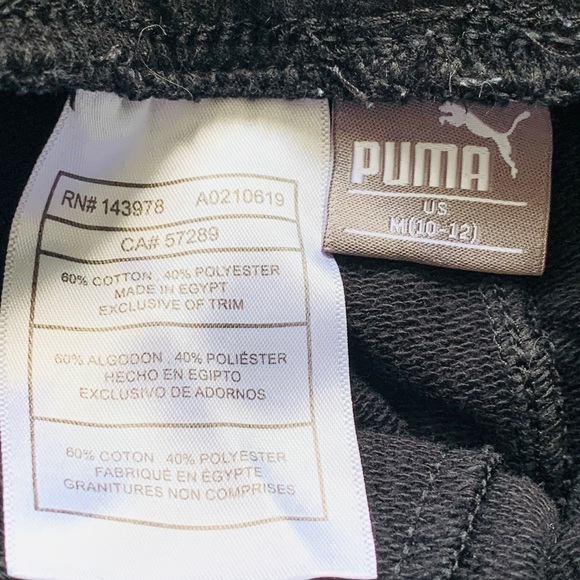 RN# 143978 A0210619
CA# 57289
60% COTTON . 40% POLYESTER
MADE IN EGYPT
EXCLUSIVE OF TRIM
60% ALGODON . 40% POLIÉSTER
HECHO EN EGIPTO
EXCLUSIVO DE ADORNOS
60% COTON . 40% POLYESTER
FABRIQUÉ EN ÉGYPTE
GRANITURES NON COMPRISES
PUMA
US
M(10-12)